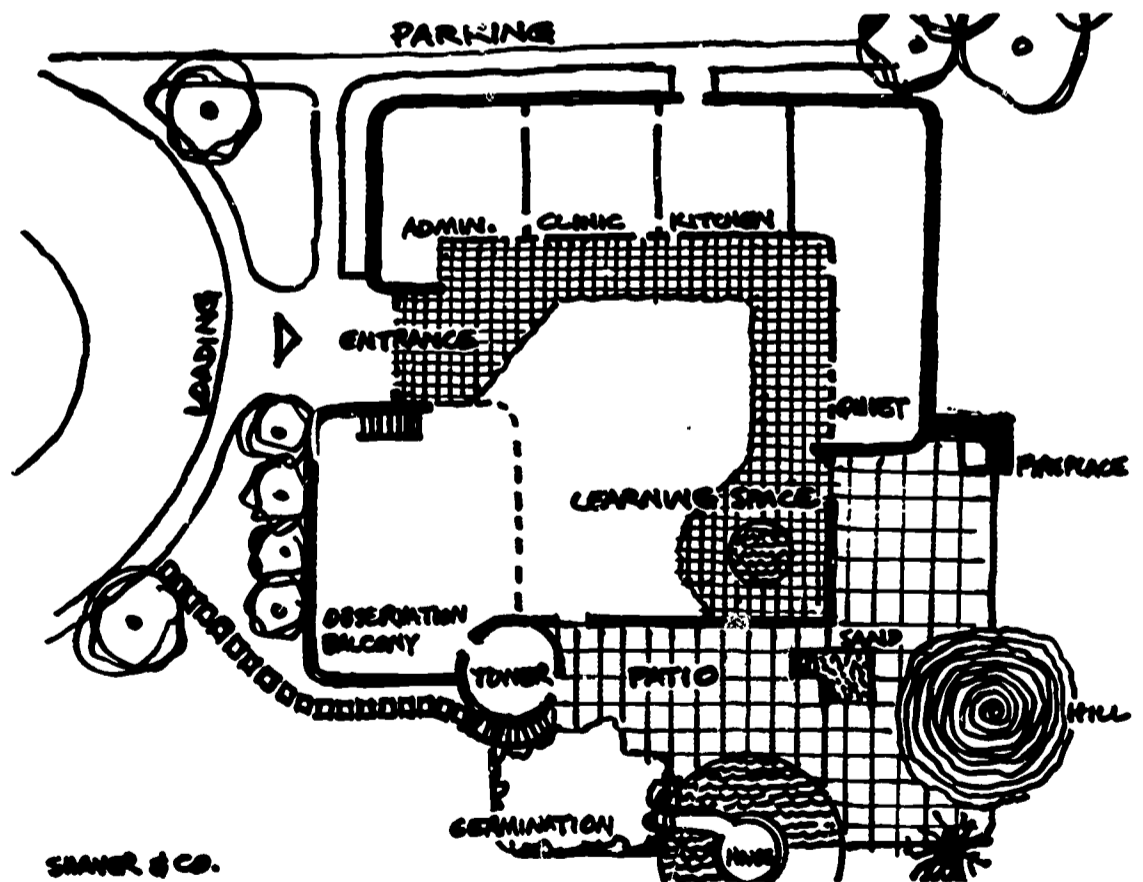 PARKING
ADMIN.
CLINIC
KITCHEN
LOADING
ENTRANCE
QUIET
FIREPLACE
LEARNING SPACE
OBSERVATION
BALCONY
TOWER
PATIO
SAND
HILL
GERMINATION
SHAVER & CO.